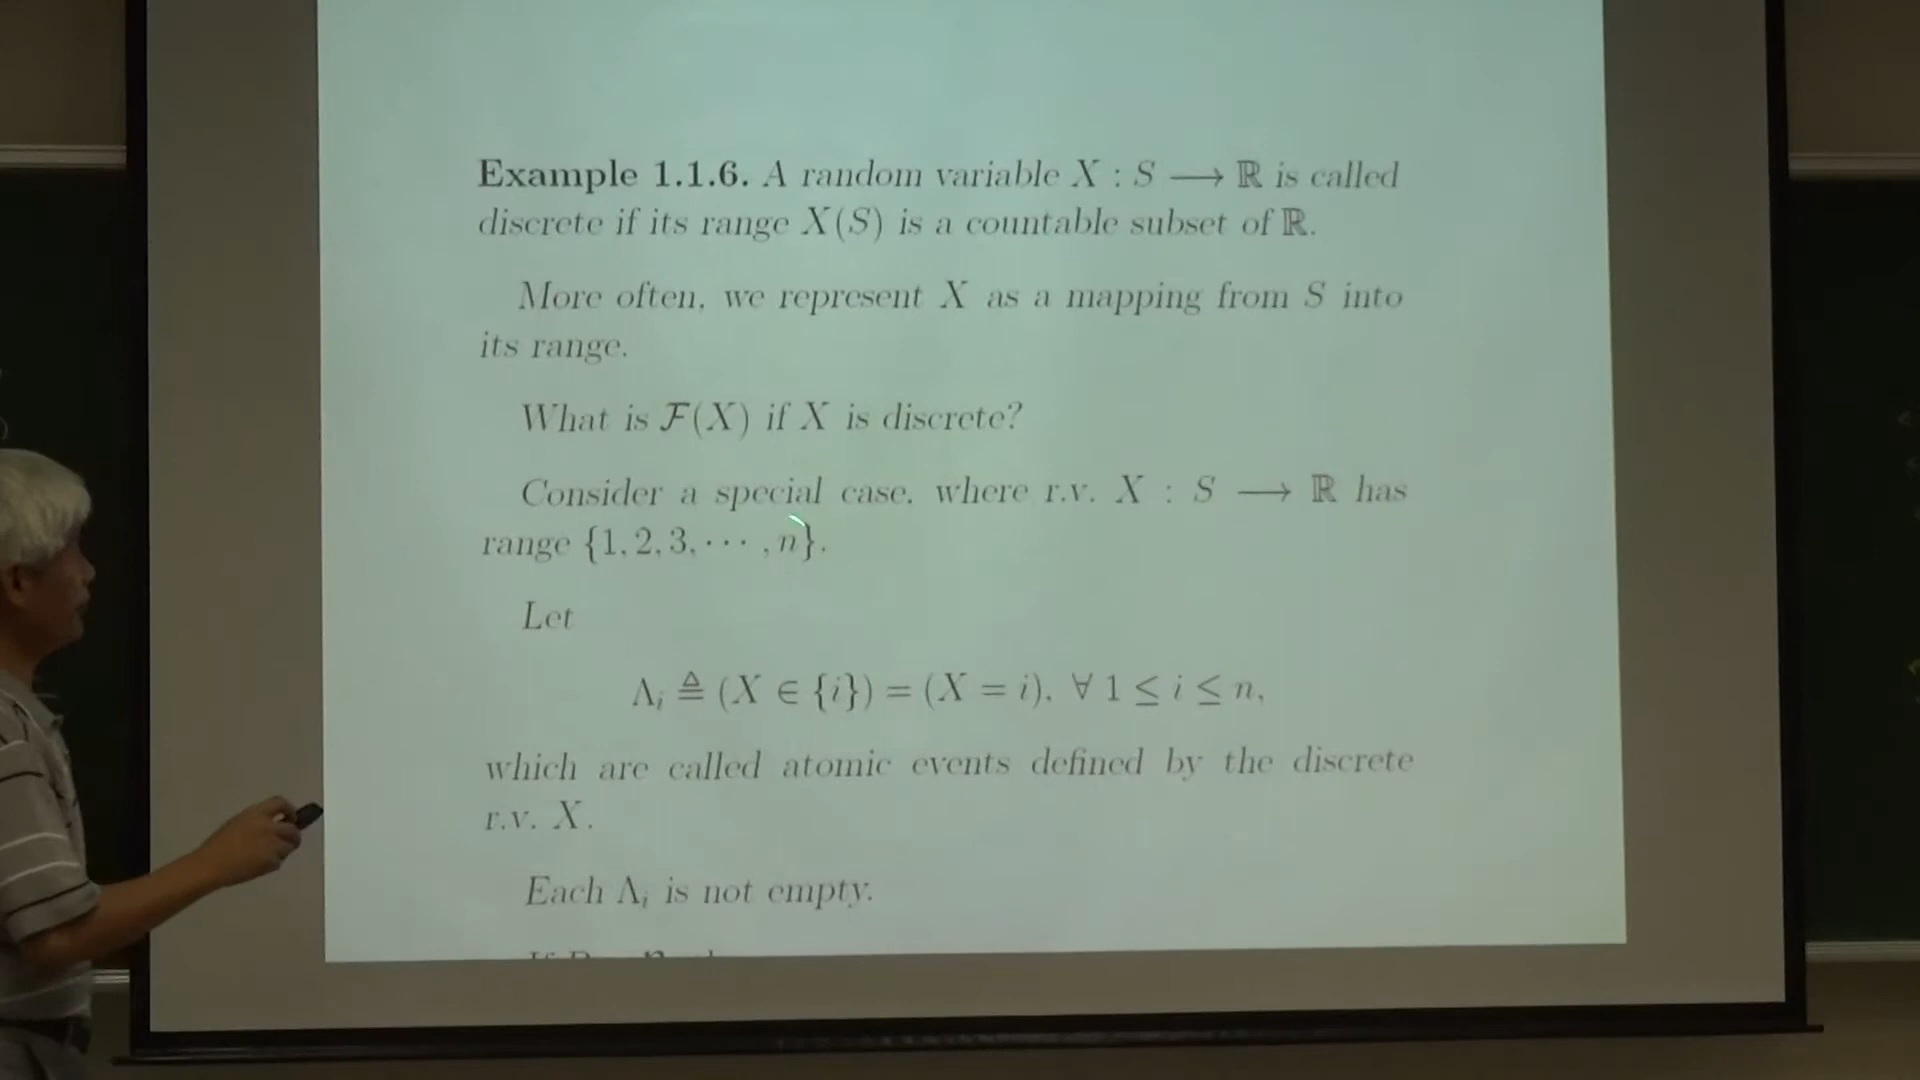 Example 1.1.6. A random variable X : S ⟶ ℝ is called
discrete if its range X(S) is a countable subset of ℝ.
More often, we represent X as a mapping from S into
its range.
What is ℱ(X) if X is discrete?
Consider a special case, where r.v. X : S ⟶ ℝ has
range {1, 2, 3, ⋯ , n}.
Let
Λᵢ ≜ (X ∈ {i}) = (X = i), ∀ 1 ≤ i ≤ n,
which are called atomic events defined by the discrete
r.v. X.
Each Λᵢ is not empty.